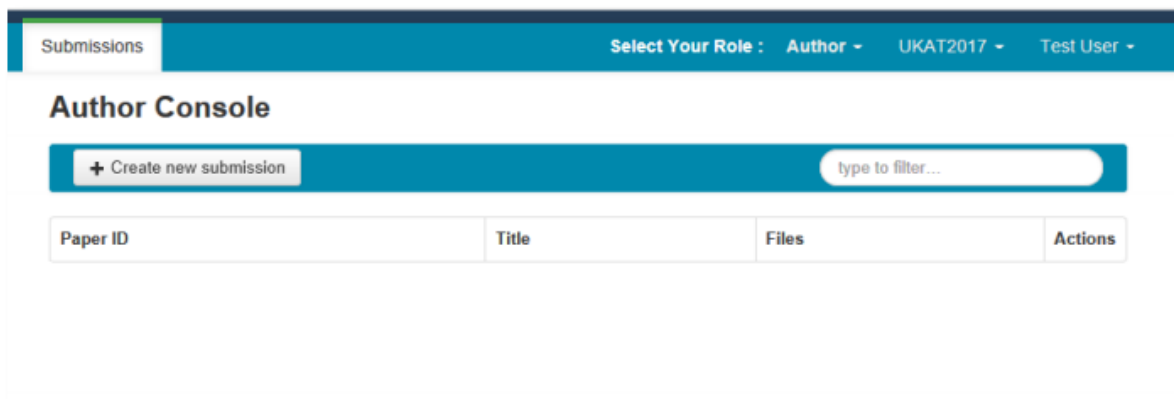 Submissions Select Your Role : Author UKAT2017 Test User
Author Console
+ Create new submission type to filter...
Paper ID Title Files Actions